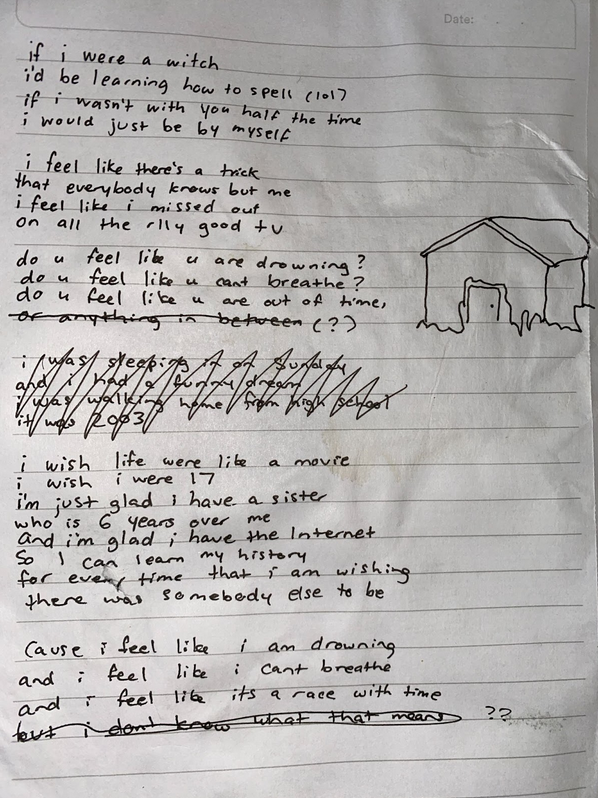 Date:
if i were a witch
i'd be learning how to spell (lol)
if i wasn't with you half the time
i would just be by myself
i feel like there's a trick
that everybody knows but me
i feel like i missed out
on all the rlly good tv
do u feel like u are drowning?
do u feel like u cant breathe?
do u feel like u are out of time,
or anything in between (??)
i was sleeping in on Sunday
and i had a funny dream
i was walking home from high school
it was 2003
i wish life were like a movie
i wish i were 17
i'm just glad i have a sister
who is 6 years over me
and i'm glad i have the Internet
So I can learn my history
for every time that i am wishing
there was somebody else to be
Cause i feel like i am drowning
and i feel like i cant breathe
and i feel like its a race with time
but i don't know what that means ??